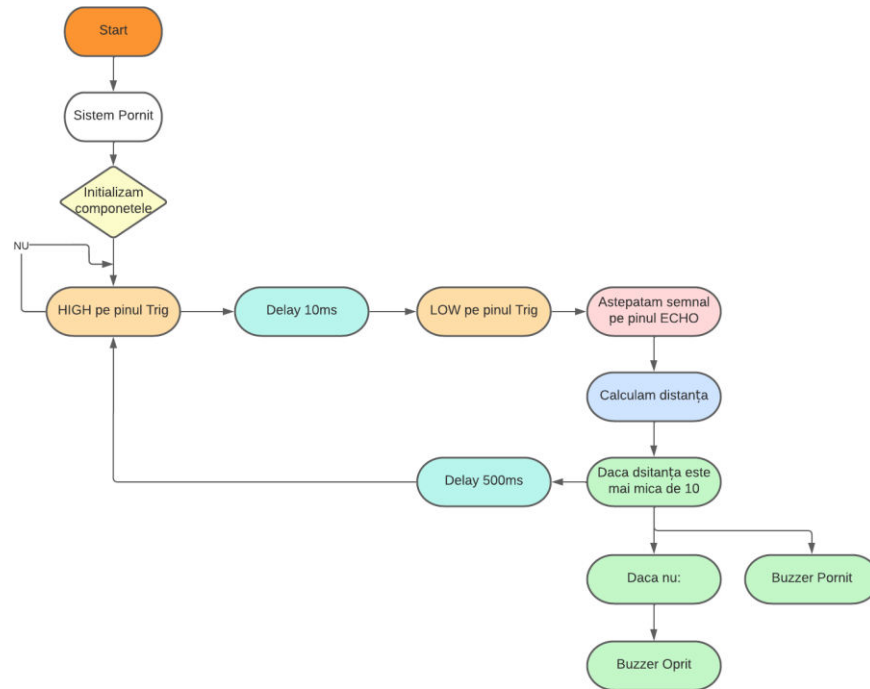 Start
Sistem Pornit
Initializam
componetele
NU
HIGH pe pinul Trig
Delay 10ms
LOW pe pinul Trig
Astepatam semnal
pe pinul ECHO
Calculam distanța
Daca dsitanța este
mai mica de 10
Delay 500ms
Daca nu:
Buzzer Pornit
Buzzer Oprit